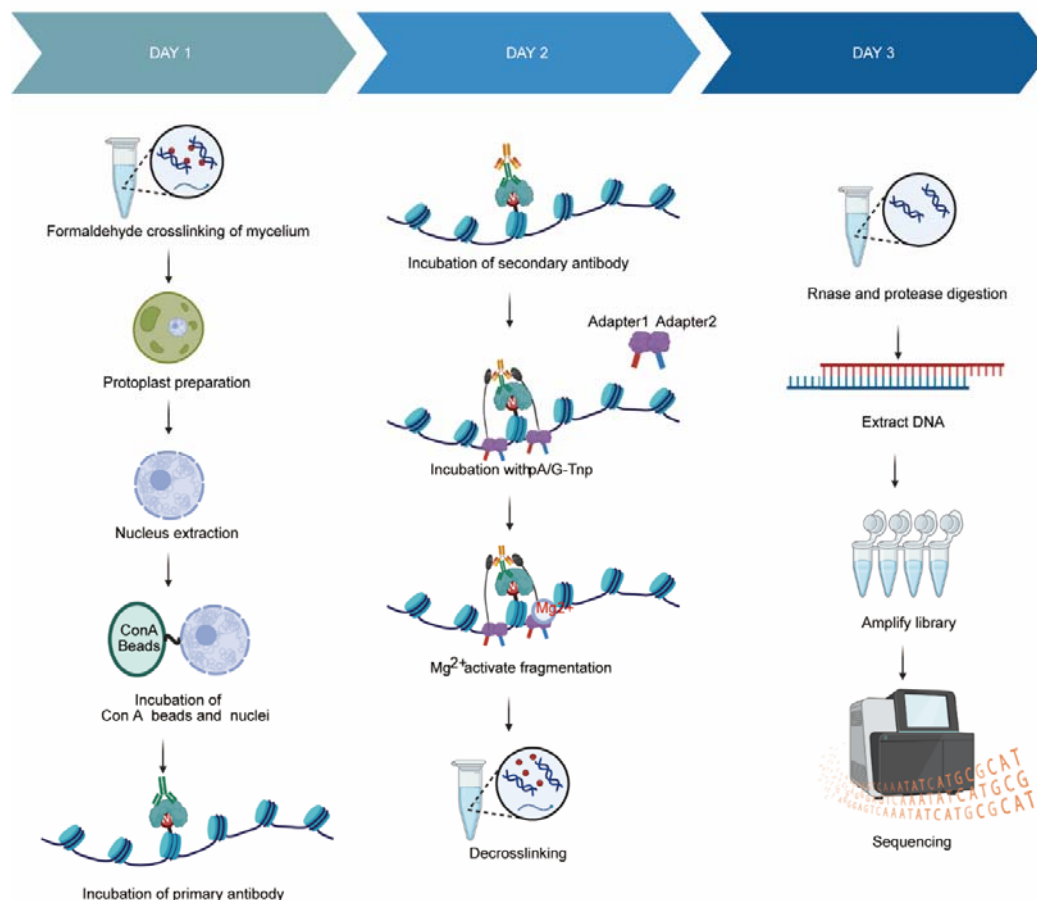 DAY 1
DAY 2
DAY 3
Formaldehyde crosslinking of mycelium
Protoplast preparation
Nucleus extraction
ConA
Beads
Incubation of
Con A beads and nuclei
Incubation of primary antibody
Incubation of secondary antibody
Adapter1 Adapter2
Incubation with pA/G-Tnp
Mg2+
Mg2+ activate fragmentation
Decrosslinking
Rnase and protease digestion
Extract DNA
Amplify library
Sequencing